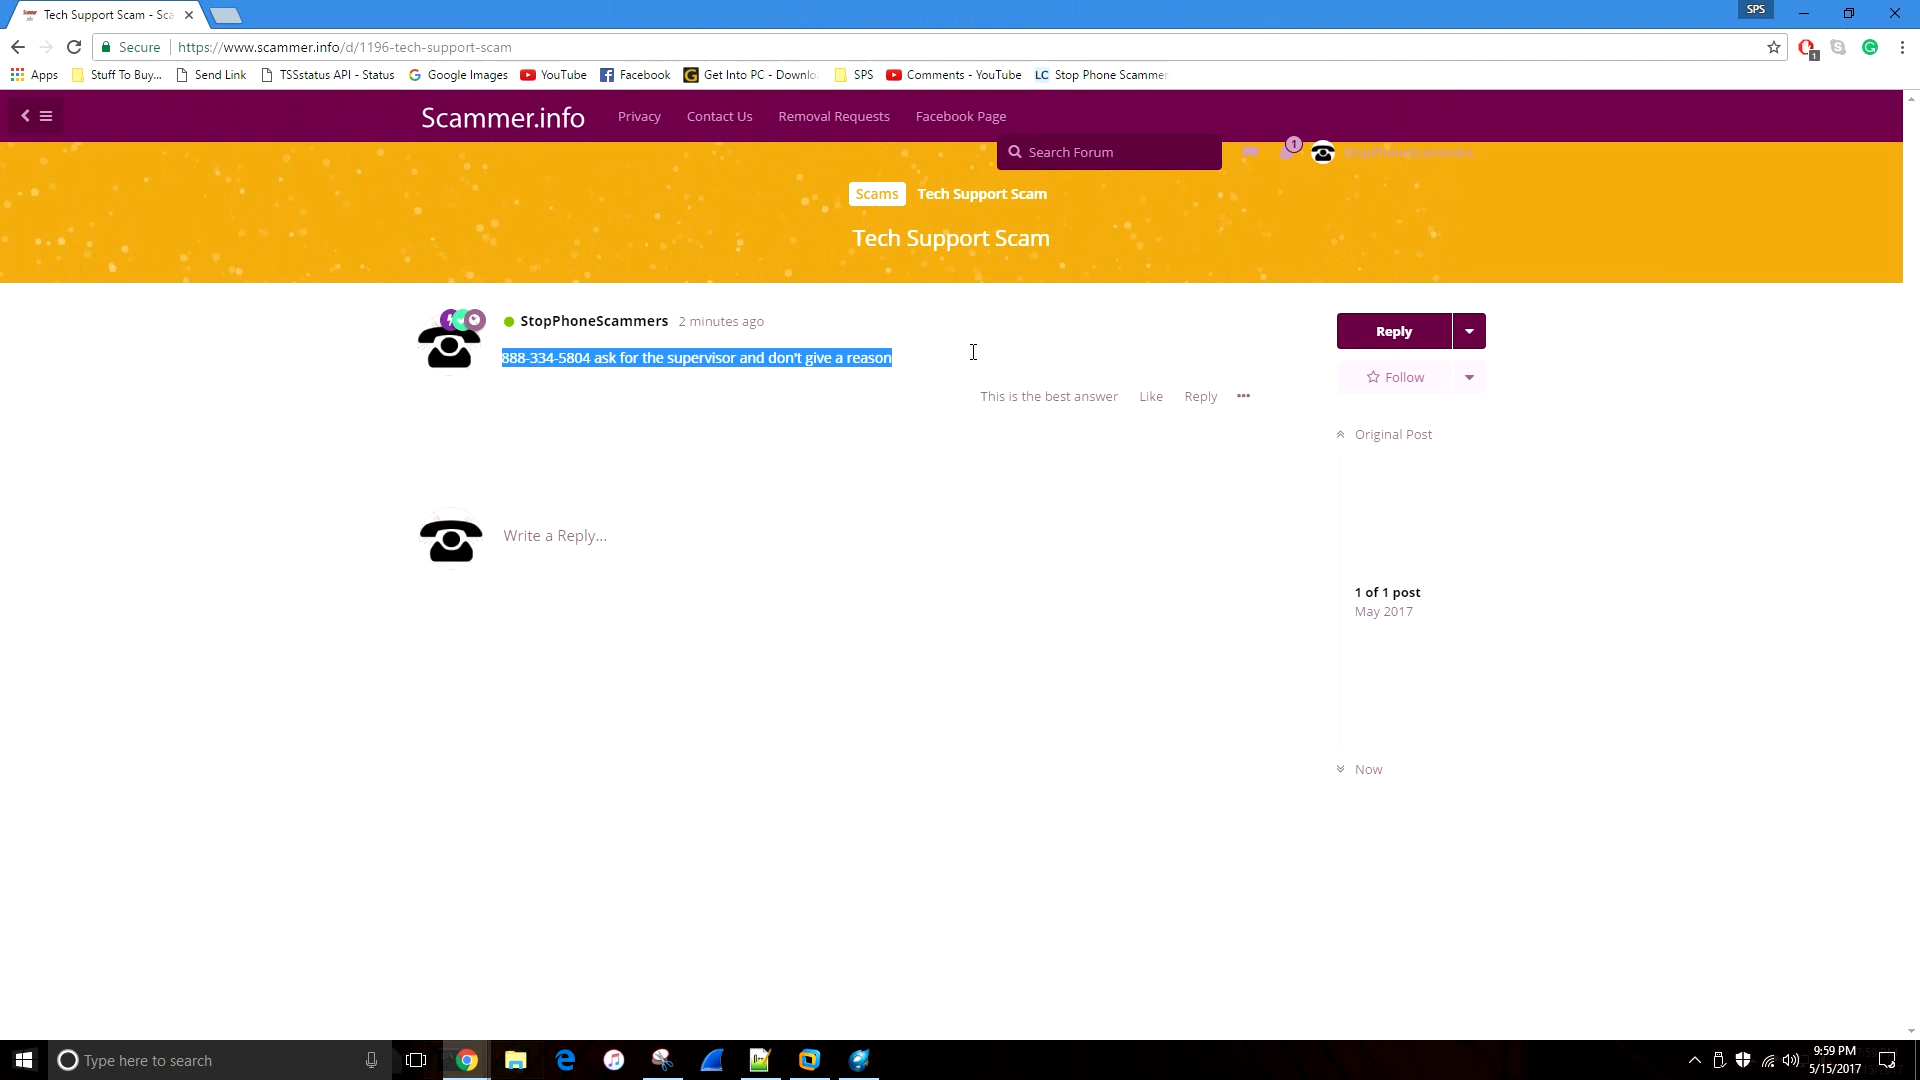 Tech Support Scam - Sca
SPS
Secure https://www.scammer.info/d/1196-tech-support-scam
1
Apps Stuff To Buy... Send Link TSSstatus API - Status Google Images YouTube Facebook Get Into PC - Downlo SPS Comments - YouTube LC Stop Phone Scammer
Scammer.info Privacy Contact Us Removal Requests Facebook Page
Search Forum 1 StopPhoneScammers
Scams Tech Support Scam
Tech Support Scam
StopPhoneScammers 2 minutes ago
888-334-5804 ask for the supervisor and don't give a reason
This is the best answer Like Reply
Reply
Follow
Original Post
Write a Reply...
1 of 1 post
May 2017
Now
Type here to search
9:59 PM
5/15/2017